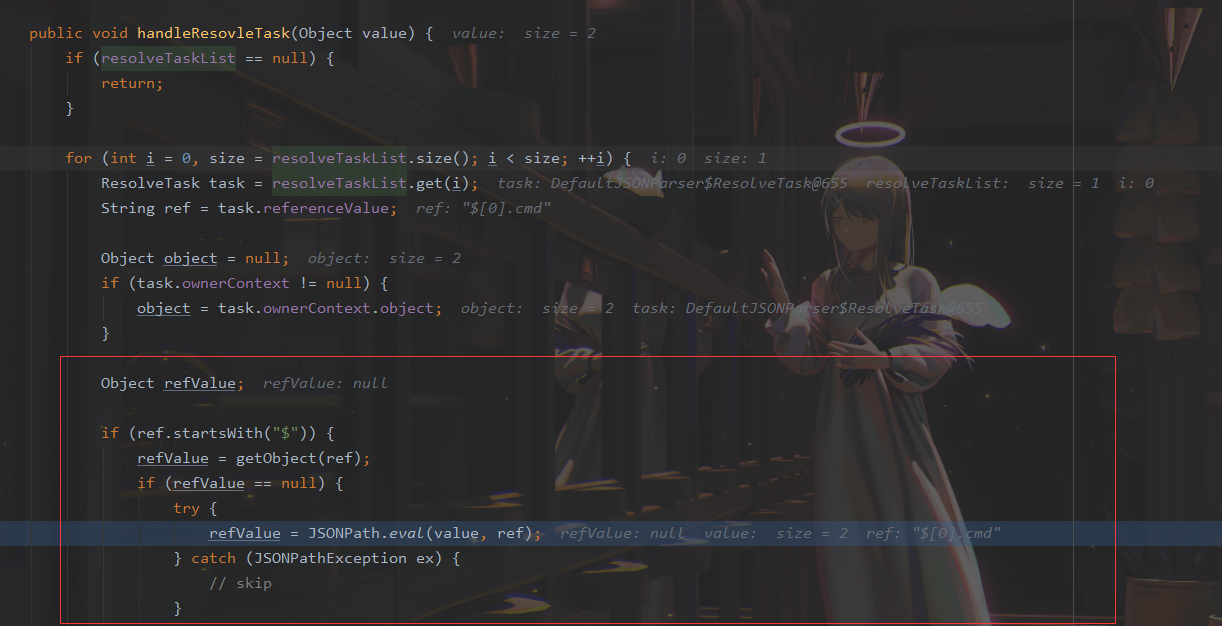 public void handleResovleTask(Object value) {  value:  size = 2
if (resolveTaskList == null) {
return;
}
for (int i = 0, size = resolveTaskList.size(); i < size; ++i) {  i: 0  size: 1
ResolveTask task = resolveTaskList.get(i);  task: DefaultJSONParser$ResolveTask@655  resolveTaskList:  size = 1  i: 0
String ref = task.referenceValue;  ref: "$[0].cmd"
Object object = null;  object:  size = 2
if (task.ownerContext != null) {
object = task.ownerContext.object;  object:  size = 2  task: DefaultJSONParser$ResolveTask@655
}
Object refValue;  refValue: null
if (ref.startsWith("$")) {
refValue = getObject(ref);
if (refValue == null) {
try {
refValue = JSONPath.eval(value, ref);  refValue: null  value:  size = 2  ref: "$[0].cmd"
} catch (JSONPathException ex) {
// skip
}